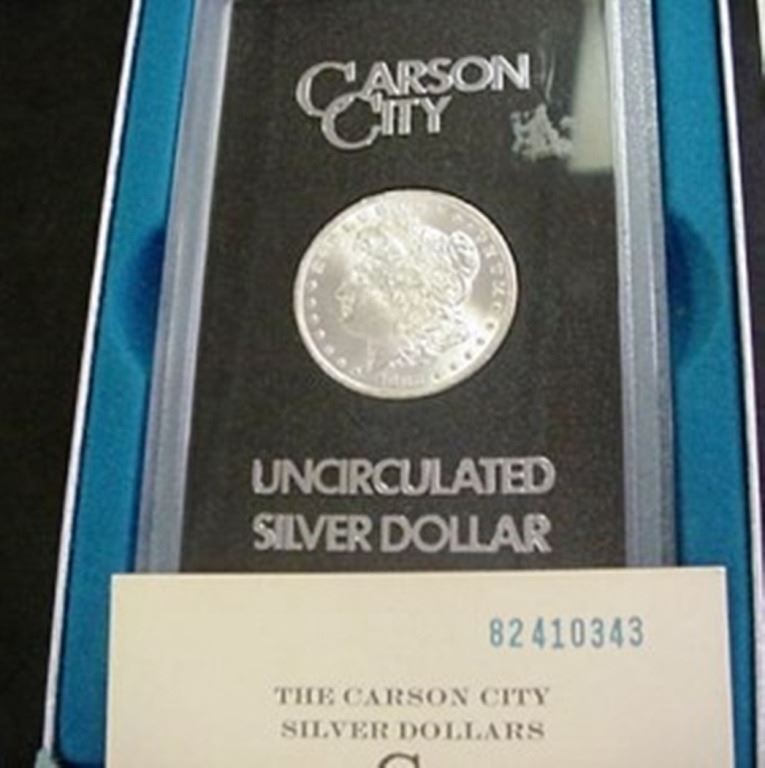 CARSON
CITY
UNCIRCULATED
SILVER DOLLAR
82410343
THE CARSON CITY
SILVER DOLLARS